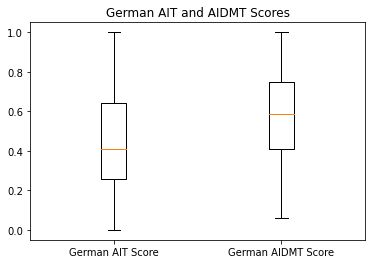 German AIT and AIDMT Scores
1.0
0.8
0.6
0.4
0.2
0.0
German AIT Score
German AIDMT Score